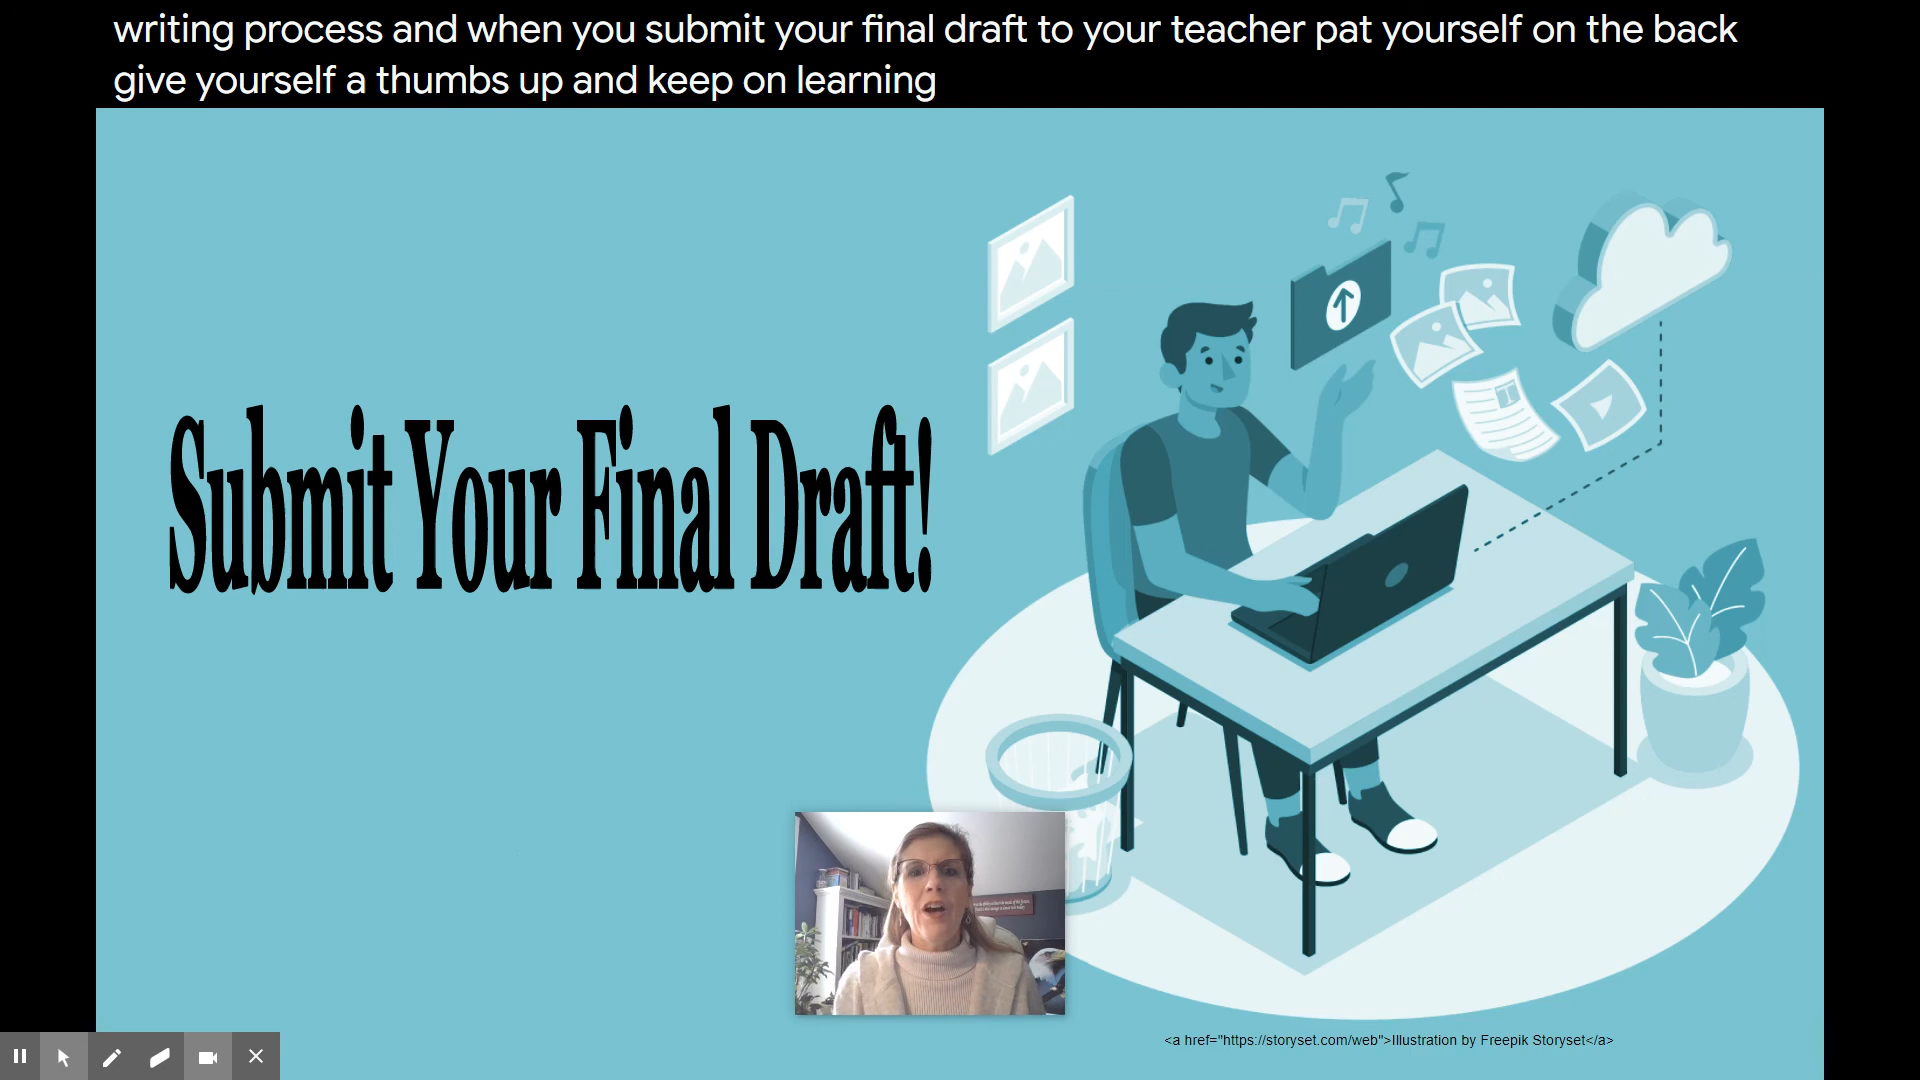 writing process and when you submit your final draft to your teacher pat yourself on the back
give yourself a thumbs up and keep on learning
Submit Your Final Draft!
<a href="https://storyset.com/web">Illustration by Freepik Storyset</a>